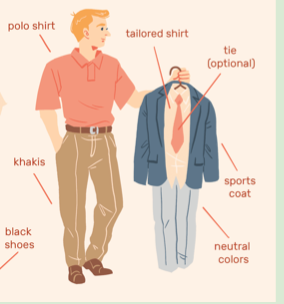 polo shirt
tailored shirt
tie
(optional)
khakis
sports
coat
black
shoes
neutral
colors